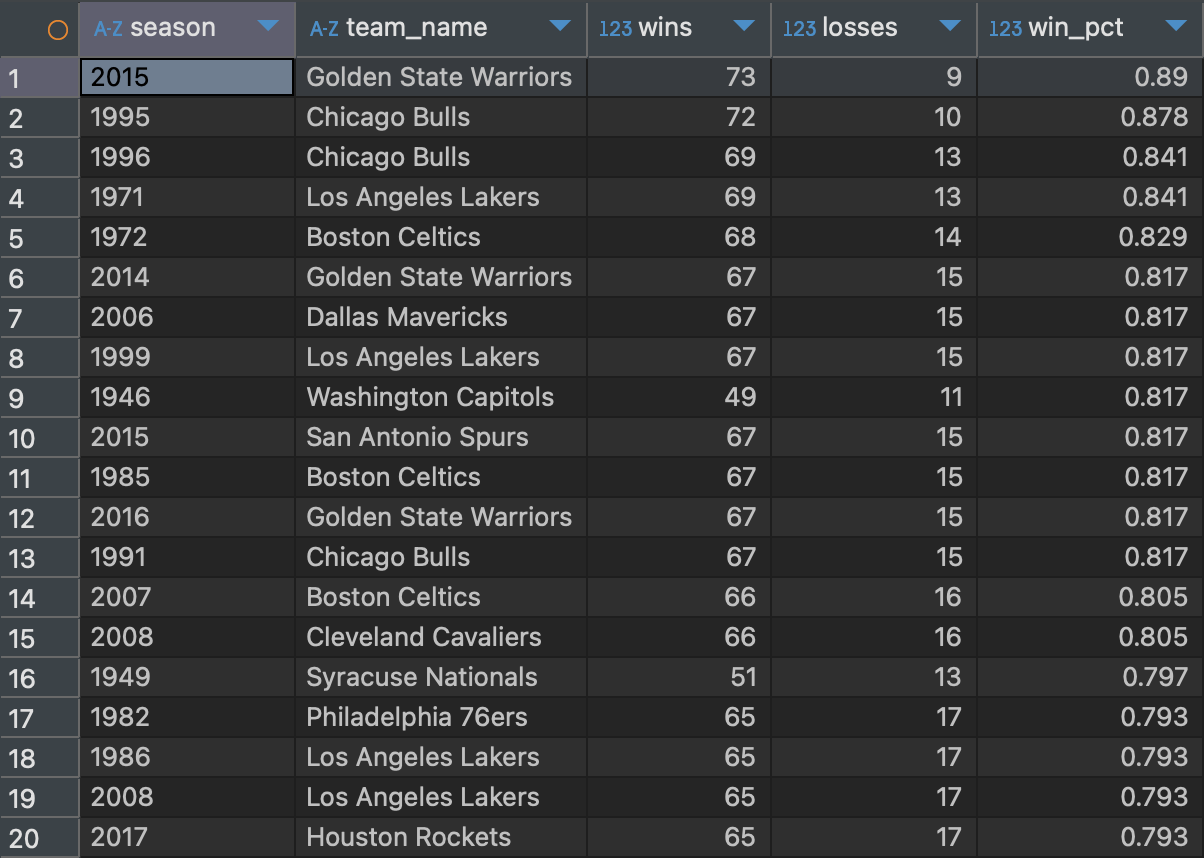 A-Z season A-Z team_name 123 wins 123 losses 123 win_pct
1 2015 Golden State Warriors 73 9 0.89
2 1995 Chicago Bulls 72 10 0.878
3 1996 Chicago Bulls 69 13 0.841
4 1971 Los Angeles Lakers 69 13 0.841
5 1972 Boston Celtics 68 14 0.829
6 2014 Golden State Warriors 67 15 0.817
7 2006 Dallas Mavericks 67 15 0.817
8 1999 Los Angeles Lakers 67 15 0.817
9 1946 Washington Capitols 49 11 0.817
10 2015 San Antonio Spurs 67 15 0.817
11 1985 Boston Celtics 67 15 0.817
12 2016 Golden State Warriors 67 15 0.817
13 1991 Chicago Bulls 67 15 0.817
14 2007 Boston Celtics 66 16 0.805
15 2008 Cleveland Cavaliers 66 16 0.805
16 1949 Syracuse Nationals 51 13 0.797
17 1982 Philadelphia 76ers 65 17 0.793
18 1986 Los Angeles Lakers 65 17 0.793
19 2008 Los Angeles Lakers 65 17 0.793
20 2017 Houston Rockets 65 17 0.793